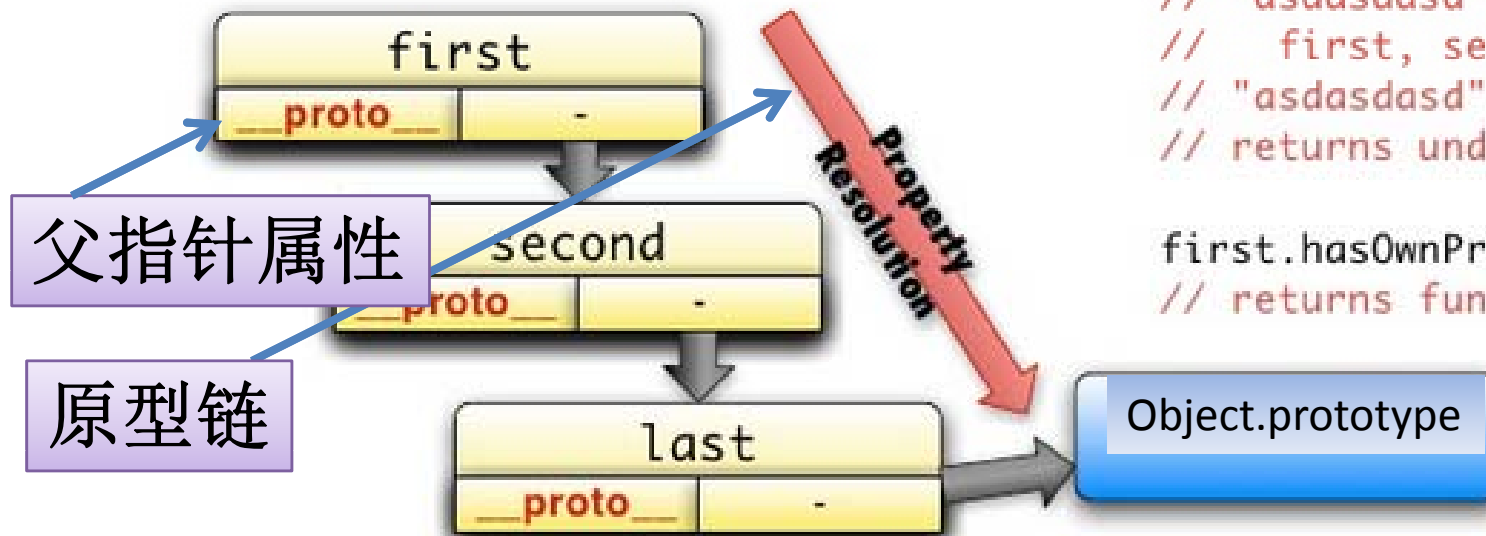 first
__proto__ -
父指针属性
second
__proto__ -
原型链
last
__proto__ -
Property
Resolution
Object.prototype
// "asdasdasd"
// first, se
// "asdasdasd"
// returns und
first.hasOwnPr
// returns fun